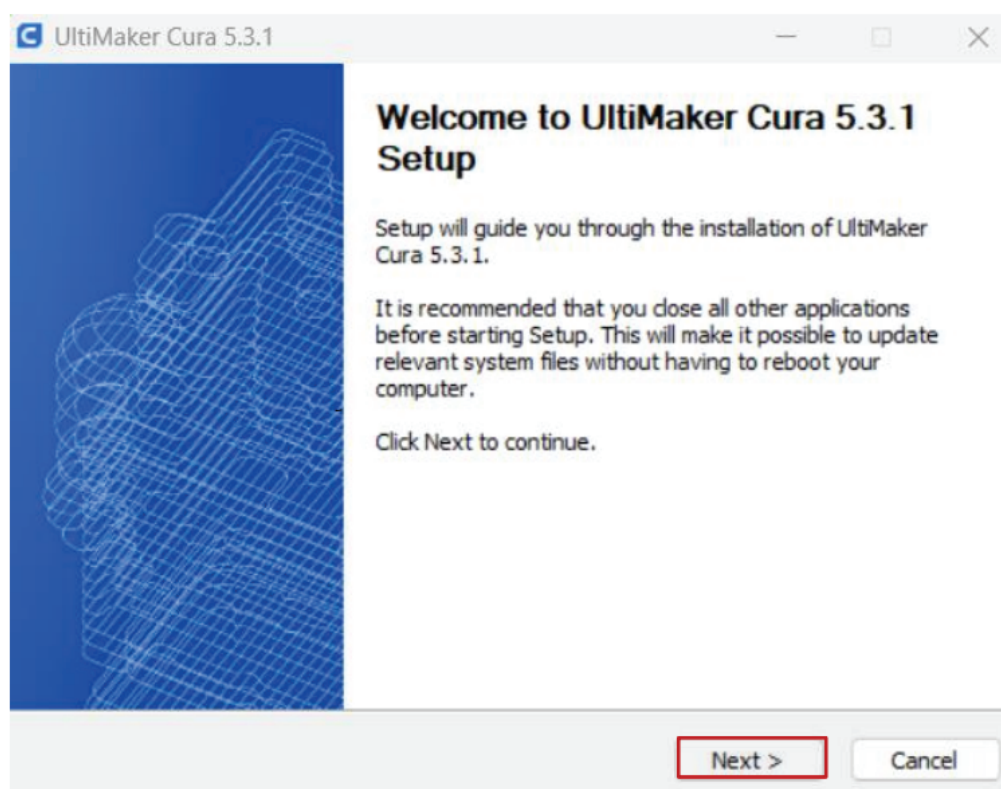 UltiMaker Cura 5.3.1
Welcome to UltiMaker Cura 5.3.1
Setup
Setup will guide you through the installation of UltiMaker
Cura 5.3.1.
It is recommended that you close all other applications
before starting Setup. This will make it possible to update
relevant system files without having to reboot your
computer.
Click Next to continue.
Next >
Cancel